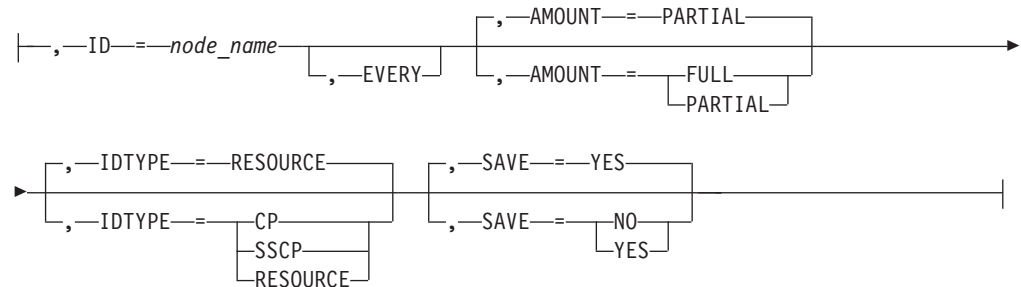 , AMOUNT = PARTIAL
, ID = node_name
, EVERY
, AMOUNT = FULL
PARTIAL
, IDTYPE = RESOURCE
, SAVE = YES
, IDTYPE = CP
SSCP
RESOURCE
, SAVE = NO
YES